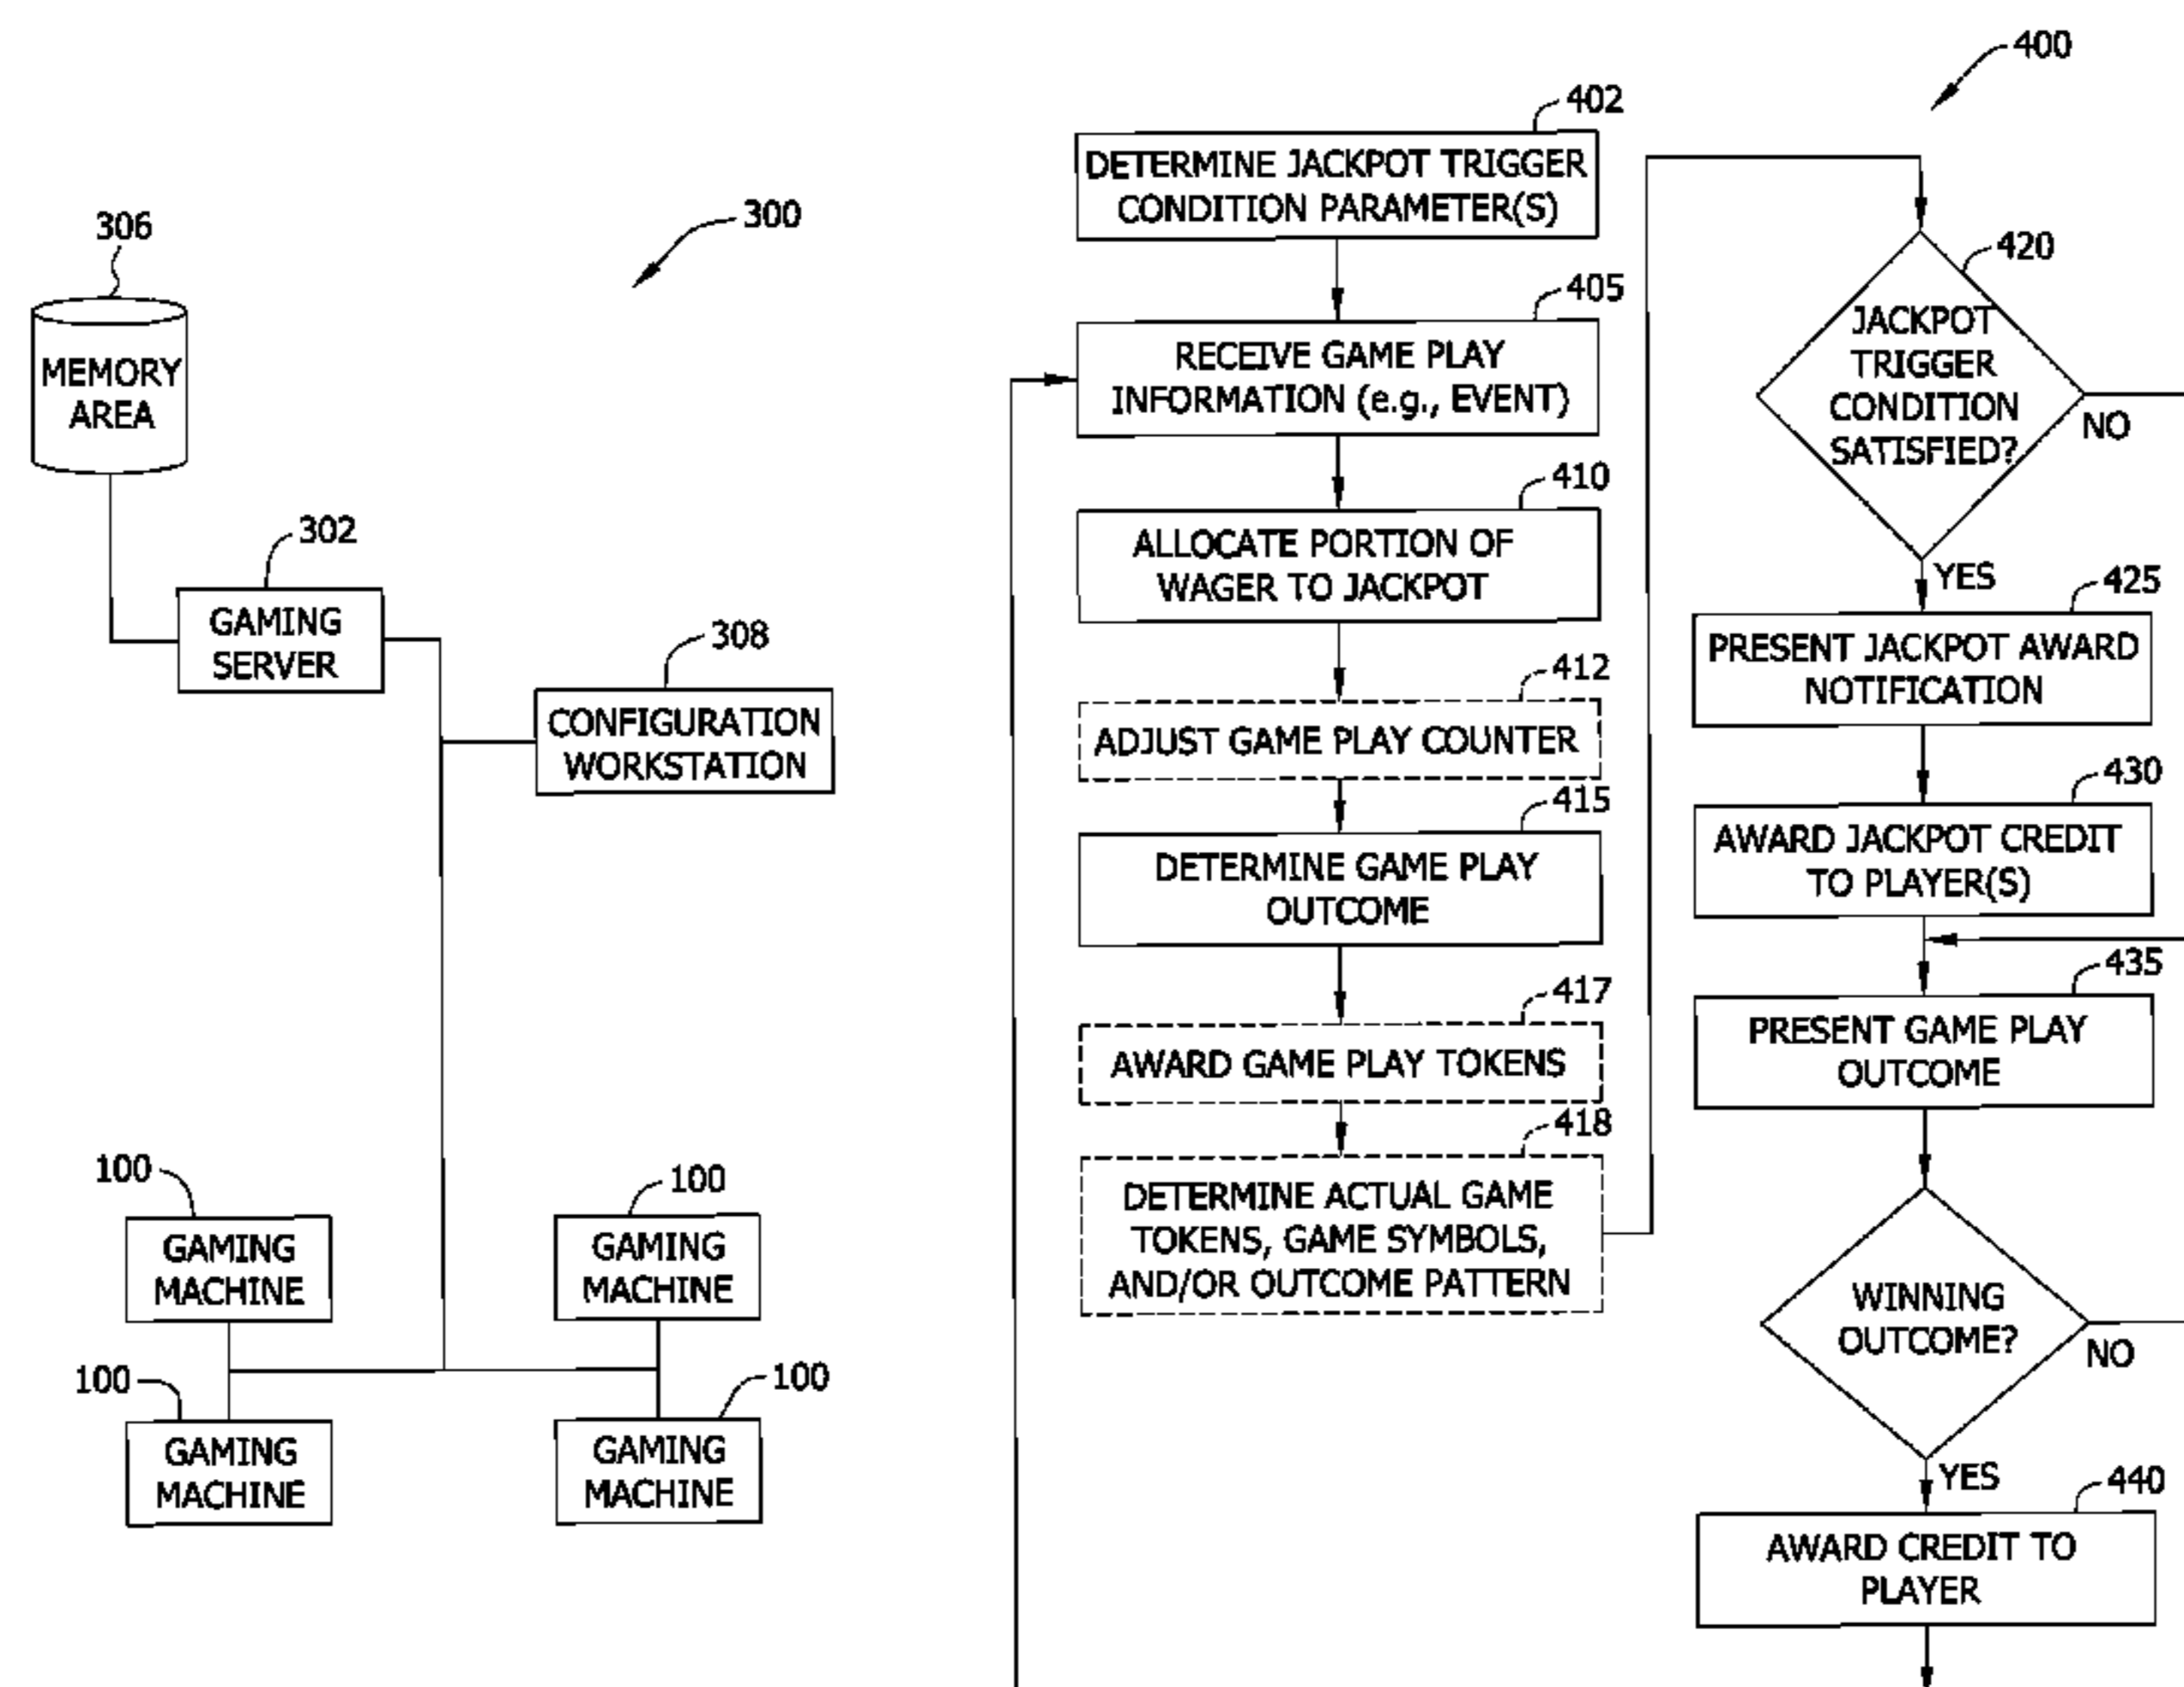 300
306
MEMORY
AREA
302
GAMING
SERVER
308
CONFIGURATION
WORKSTATION
100
GAMING
MACHINE
100
GAMING
MACHINE
100
GAMING
MACHINE
100
GAMING
MACHINE
400
402
DETERMINE JACKPOT TRIGGER
CONDITION PARAMETER(S)
405
RECEIVE GAME PLAY
INFORMATION (e.g., EVENT)
410
ALLOCATE PORTION OF
WAGER TO JACKPOT
412
ADJUST GAME PLAY COUNTER
415
DETERMINE GAME PLAY
OUTCOME
417
AWARD GAME PLAY TOKENS
418
DETERMINE ACTUAL GAME
TOKENS, GAME SYMBOLS,
AND/OR OUTCOME PATTERN
420
JACKPOT
TRIGGER
CONDITION
SATISFIED?
NO
YES
425
PRESENT JACKPOT AWARD
NOTIFICATION
430
AWARD JACKPOT CREDIT
TO PLAYER(S)
435
PRESENT GAME PLAY
OUTCOME
WINNING
OUTCOME?
NO
YES
440
AWARD CREDIT TO
PLAYER